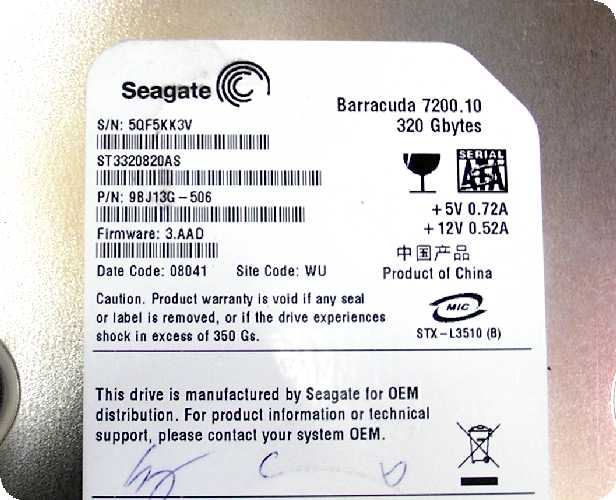 Seagate
Barracuda 7200.10
320 Gbytes
S/N: 5QF5KK3V
ST3320820AS
P/N: 9BJ13G-506
Firmware: 3.AAD
Date Code: 08041 Site Code: WU
SERIAL
ATA
+5V 0.72A
+12V 0.52A
中国产品
Product of China
Caution. Product warranty is void if any seal
or label is removed, or if the drive experiences
shock in excess of 350 Gs.
MIC
STX-L3510 (B)
This drive is manufactured by Seagate for OEM
distribution. For product information or technical
support, please contact your system OEM.